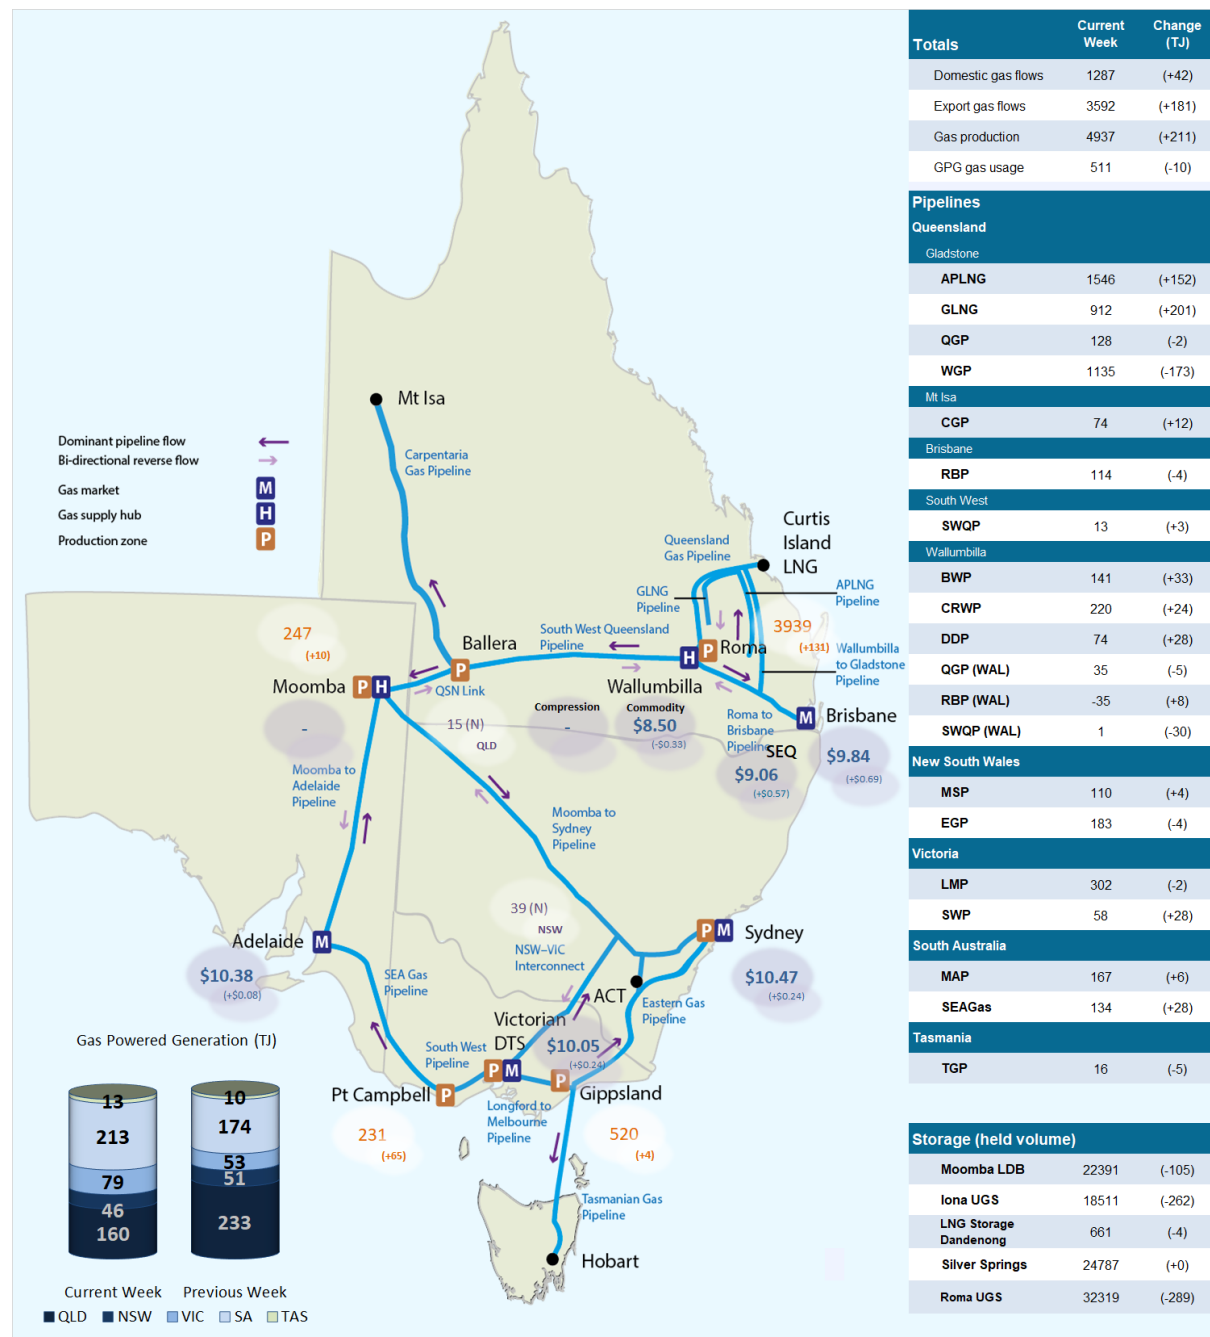 Mt Isa
Dominant pipeline flow
Bi-directional reverse flow
Gas market M
Gas supply hub H
Production zone P
Carpentaria
Gas Pipeline
Curtis
Island
LNG
Queensland
Gas Pipeline
GLNG
Pipeline
APLNG
Pipeline
247
(+10)
Ballera
P
South West Queensland
Pipeline
3939
(+131)
H P Roma
Wallumbilla
to Gladstone
Pipeline
Moomba P H
QSN Link
Wallumbilla
-
15 (N)
QLD
Compression
-
Commodity
$8.50
(-$0.33)
Roma to
Brisbane
Pipeline
M Brisbane
SEQ
$9.06
(+$0.57)
$9.84
(+$0.69)
Moomba to
Adelaide
Pipeline
Moomba to
Sydney
Pipeline
39 (N)
NSW
NSW–VIC
Interconnect
P M Sydney
$10.47
(+$0.24)
Adelaide M
$10.38
(+$0.08)
SEA Gas
Pipeline
ACT
Eastern Gas
Pipeline
Victorian
DTS
P M
$10.05
(+$0.24)
South West
Pipeline
Pt Campbell P
231
(+65)
P
Gippsland
520
(+4)
Longford to
Melbourne
Pipeline
Tasmanian Gas
Pipeline
Hobart
Gas Powered Generation (TJ)
13
213
79
46
160
10
174
53
51
233
Current Week Previous Week
QLD NSW VIC SA TAS
Totals Current Week Change (TJ)
Domestic gas flows 1287 (+42)
Export gas flows 3592 (+181)
Gas production 4937 (+211)
GPG gas usage 511 (-10)
Pipelines
Queensland
Gladstone
APLNG 1546 (+152)
GLNG 912 (+201)
QGP 128 (-2)
WGP 1135 (-173)
Mt Isa
CGP 74 (+12)
Brisbane
RBP 114 (-4)
South West
SWQP 13 (+3)
Wallumbilla
BWP 141 (+33)
CRWP 220 (+24)
DDP 74 (+28)
QGP (WAL) 35 (-5)
RBP (WAL) -35 (+8)
SWQP (WAL) 1 (-30)
New South Wales
MSP 110 (+4)
EGP 183 (-4)
Victoria
LMP 302 (-2)
SWP 58 (+28)
South Australia
MAP 167 (+6)
SEAGas 134 (+28)
Tasmania
TGP 16 (-5)
Storage (held volume)
Moomba LDB 22391 (-105)
Iona UGS 18511 (-262)
LNG Storage
Dandenong 661 (-4)
Silver Springs 24787 (+0)
Roma UGS 32319 (-289)